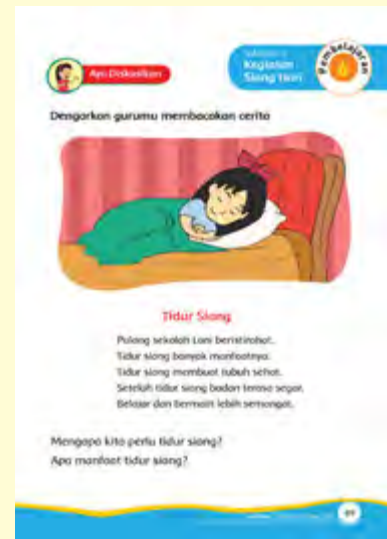 Subtema 2
Kegiatan
Siang Hari
Pembelajaran
6
Ayo Diskusikan
Dengarkan gurumu membacakan cerita
Tidur Siang
Pulang sekolah Lani beristirahat.
Tidur siang banyak manfaatnya.
Tidur siang membuat tubuh sehat.
Setelah tidur siang badan terasa segar.
Belajar dan bermain lebih semangat.
Mengapa kita perlu tidur siang?
Apa manfaat tidur siang?